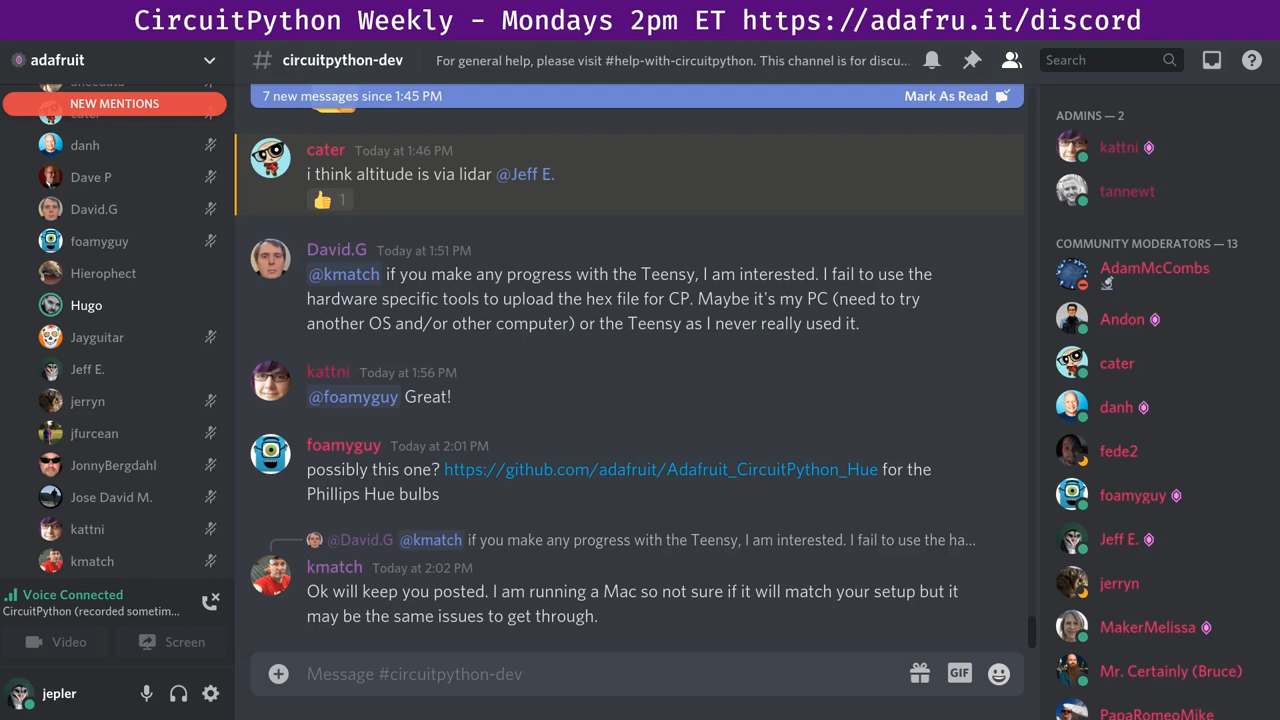 CircuitPython Weekly - Mondays 2pm ET https://adafru.it/discord
adafruit
NEW MENTIONS
cater
danh
Dave P
David.G
foamyguy
Hierophect
Hugo
Jayguitar
Jeff E.
jerryn
jfurcean
JonnyBergdahl
Jose David M.
kattni
kmatch
Voice Connected
CircuitPython (recorded sometim...
Video
Screen
jepler
# circuitpython-dev
For general help, please visit #help-with-circuitpython. This channel is for discu...
Search
7 new messages since 1:45 PM
Mark As Read
cater Today at 1:46 PM
i think altitude is via lidar @Jeff E.
👍 1
David.G Today at 1:51 PM
@kmatch if you make any progress with the Teensy, I am interested. I fail to use the
hardware specific tools to upload the hex file for CP. Maybe it's my PC (need to try
another OS and/or other computer) or the Teensy as I never really used it.
kattni Today at 1:56 PM
@foamyguy Great!
foamyguy Today at 2:01 PM
possibly this one? https://github.com/adafruit/Adafruit_CircuitPython_Hue for the
Phillips Hue bulbs
@David.G @kmatch if you make any progress with the Teensy, I am interested. I fail to use the ha...
kmatch Today at 2:02 PM
Ok will keep you posted. I am running a Mac so not sure if it will match your setup but it
may be the same issues to get through.
Message #circuitpython-dev
GIF
ADMINS — 2
kattni
tannewt
COMMUNITY MODERATORS — 13
AdamMcCombs
Andon
cater
danh
fede2
foamyguy
Jeff E.
jerryn
MakerMelissa
Mr. Certainly (Bruce)
PapaRomeoMike